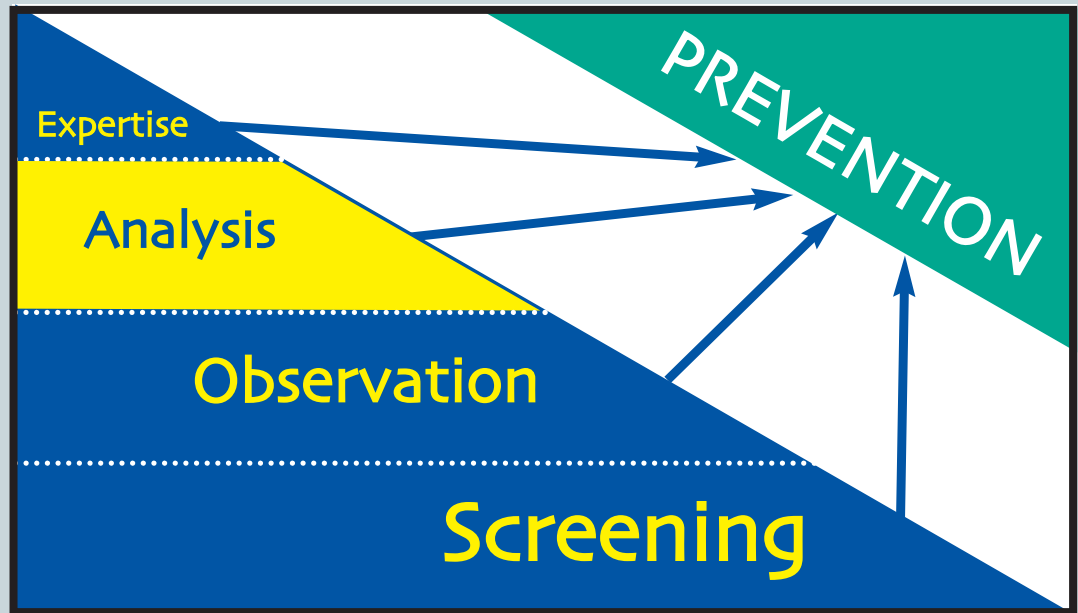 PREVENTION
Expertise
Analysis
Observation
Screening